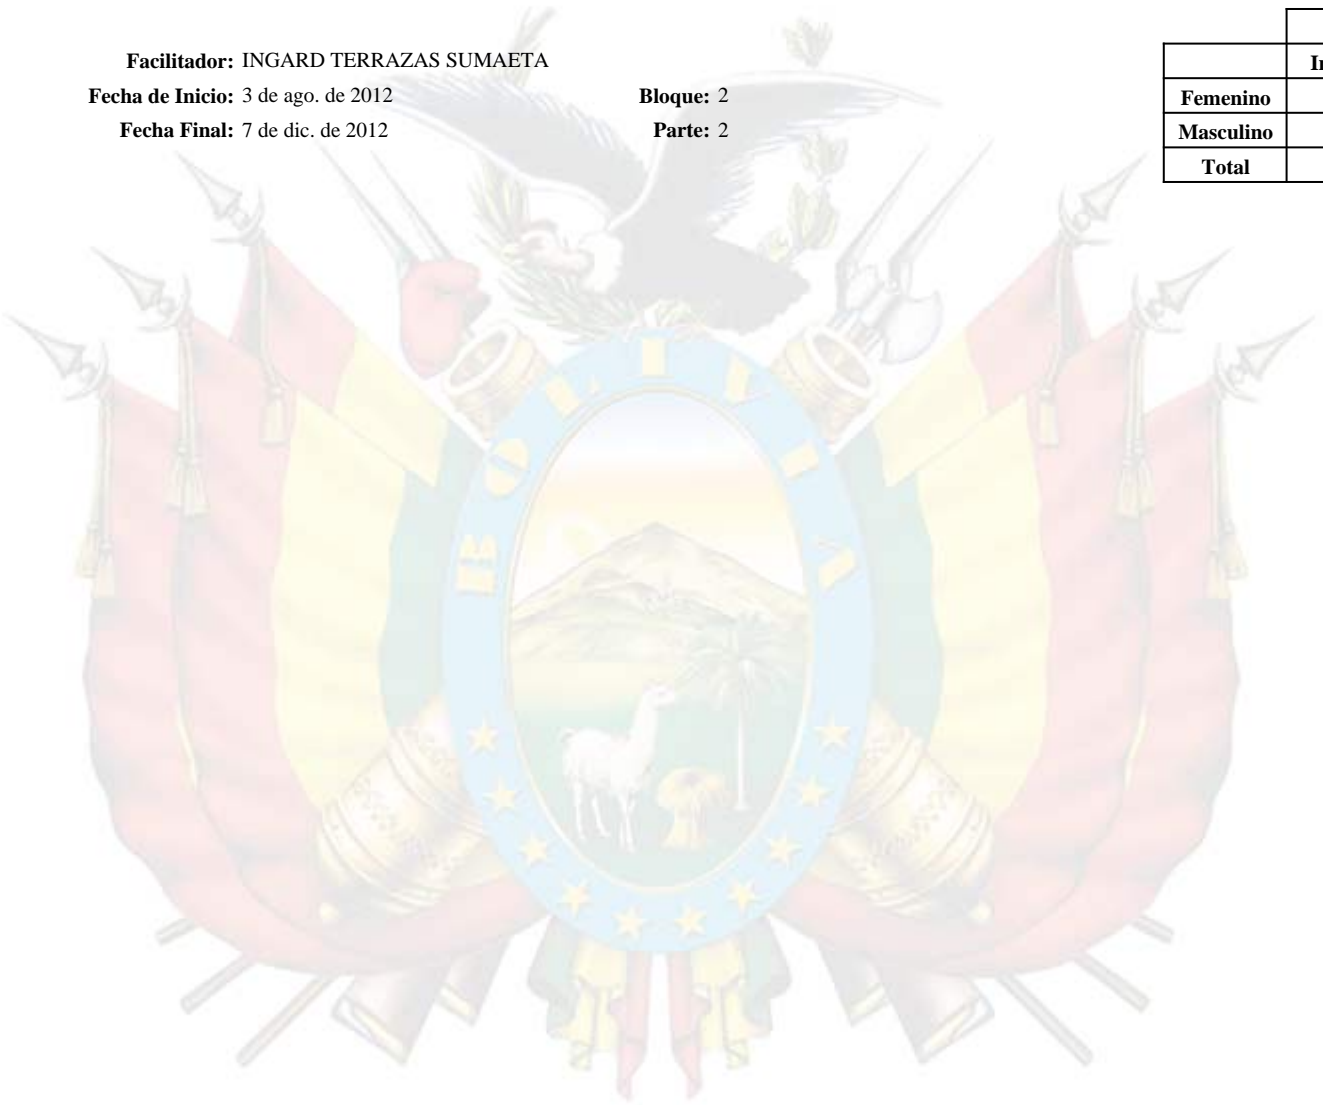 Facilitador: INGARD TERRAZAS SUMAETA
Fecha de Inicio: 3 de ago. de 2012 Bloque: 2
Fecha Final: 7 de dic. de 2012 Parte: 2
Femenino
Masculino
Total
BOLIVIA